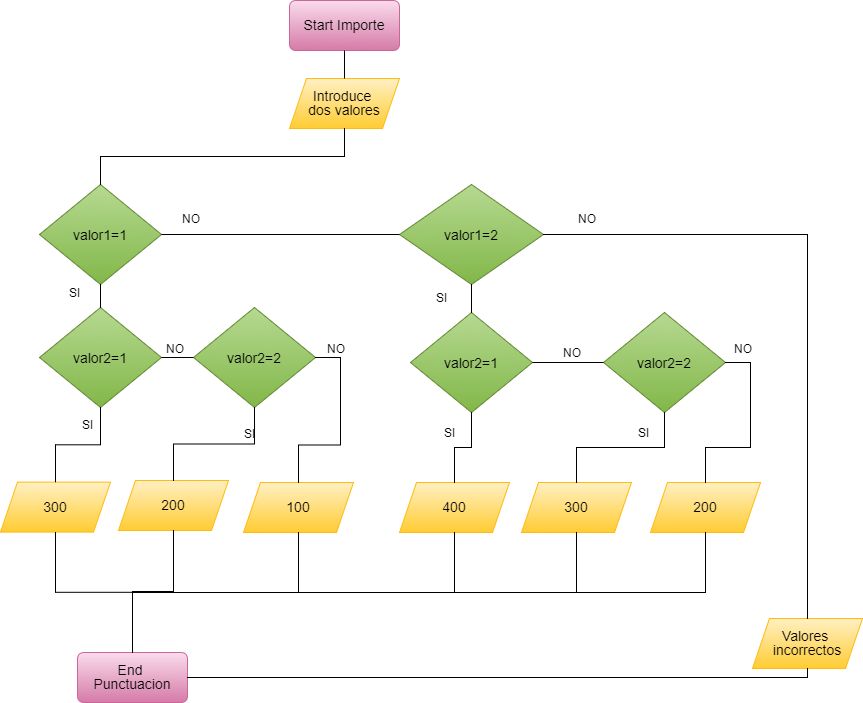 Start Importe
Introduce
dos valores
NO
NO
valor1=1
valor1=2
SI
SI
NO
NO
NO
NO
valor2=1
valor2=2
valor2=1
valor2=2
SI
SI
SI
SI
300
200
100
400
300
200
Valores
incorrectos
End
Punctuacion